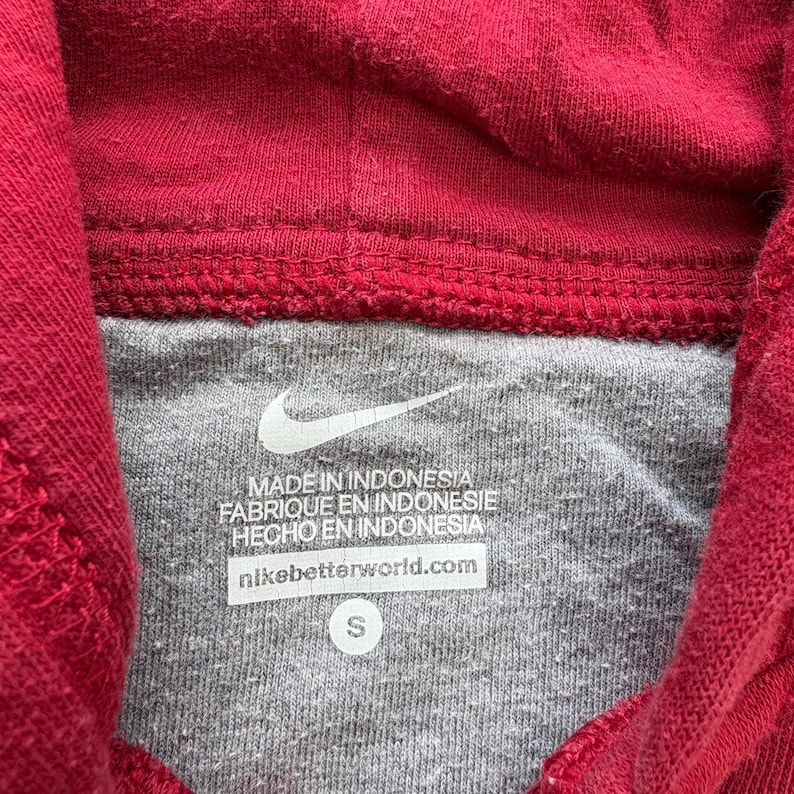 MADE IN INDONESIA
FABRIQUE EN INDONESIE
HECHO EN INDONESIA
nikebetterworld.com
S